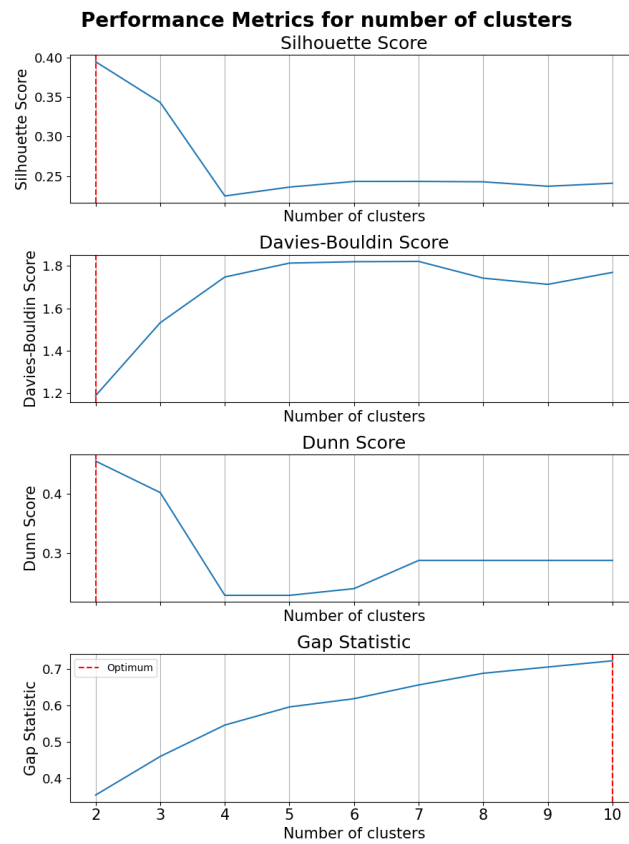 Performance Metrics for number of clusters
Silhouette Score
0.40
0.35
0.30
0.25
Silhouette Score
Number of clusters
Davies-Bouldin Score
1.8
1.6
1.4
1.2
Davies-Bouldin Score
Number of clusters
Dunn Score
0.4
0.3
Dunn Score
Number of clusters
Gap Statistic
Optimum
0.7
0.6
0.5
0.4
Gap Statistic
2 3 4 5 6 7 8 9 10
Number of clusters